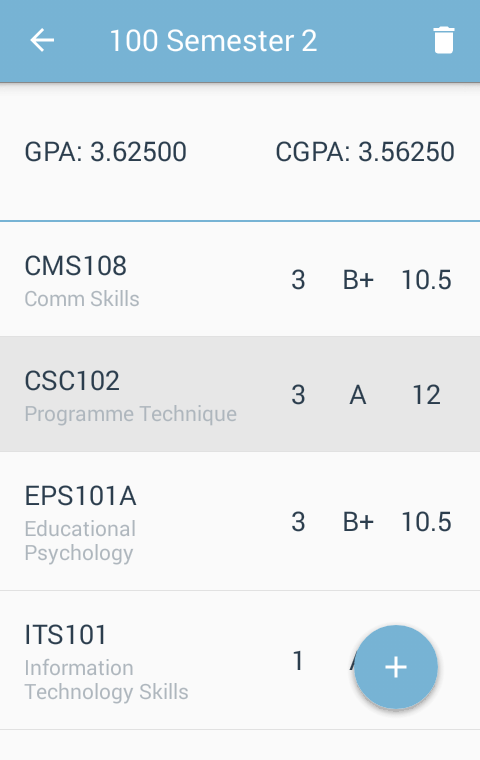 100 Semester 2
GPA: 3.62500 CGPA: 3.56250
CMS108
Comm Skills
3 B+ 10.5
CSC102
Programme Technique
3 A 12
EPS101A
Educational
Psychology
3 B+ 10.5
ITS101
Information
Technology Skills
1